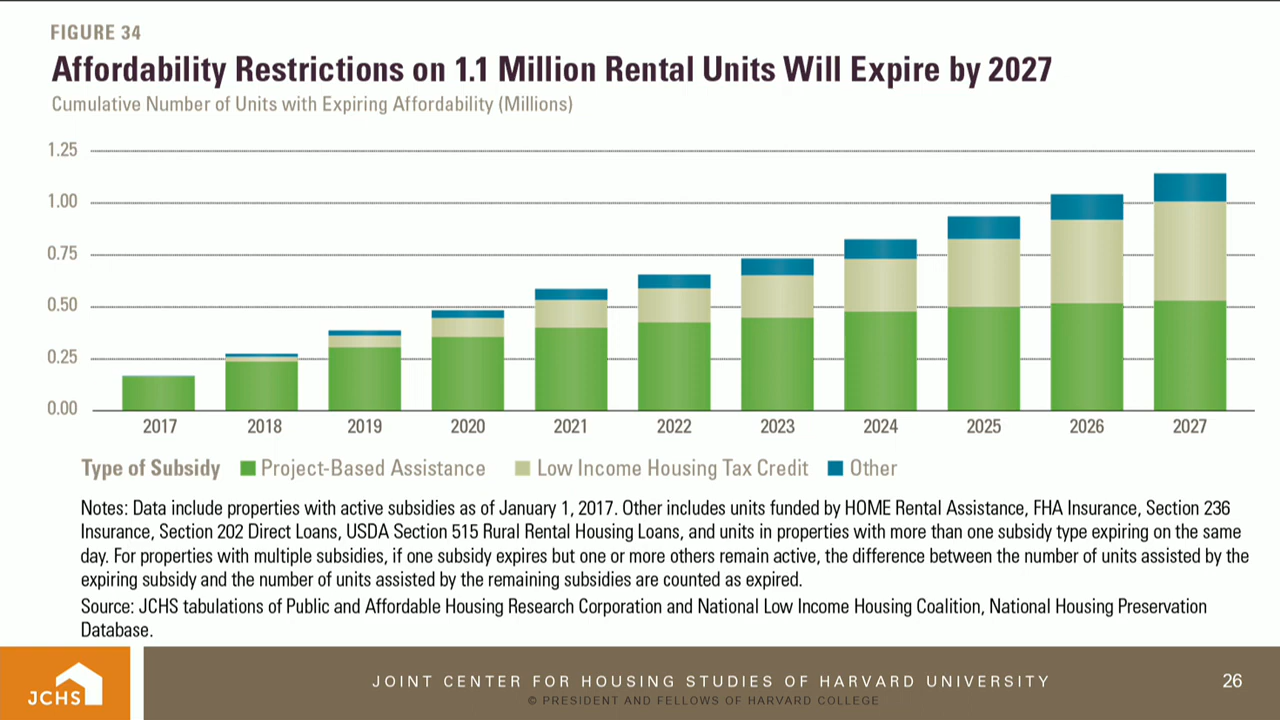 FIGURE 34
Affordability Restrictions on 1.1 Million Rental Units Will Expire by 2027
Cumulative Number of Units with Expiring Affordability (Millions)
1.25
1.00
0.75
0.50
0.25
0.00
2017 2018 2019 2020 2021 2022 2023 2024 2025 2026 2027
Type of Subsidy Project-Based Assistance Low Income Housing Tax Credit Other
Notes: Data include properties with active subsidies as of January 1, 2017. Other includes units funded by HOME Rental Assistance, FHA Insurance, Section 236
Insurance, Section 202 Direct Loans, USDA Section 515 Rural Rental Housing Loans, and units in properties with more than one subsidy type expiring on the same
day. For properties with multiple subsidies, if one subsidy expires but one or more others remain active, the difference between the number of units assisted by the
expiring subsidy and the number of units assisted by the remaining subsidies are counted as expired.
Source: JCHS tabulations of Public and Affordable Housing Research Corporation and National Low Income Housing Coalition, National Housing Preservation
Database.
JCHS
JOINT CENTER FOR HOUSING STUDIES OF HARVARD UNIVERSITY
26
© PRESIDENT AND FELLOWS OF HARVARD COLLEGE